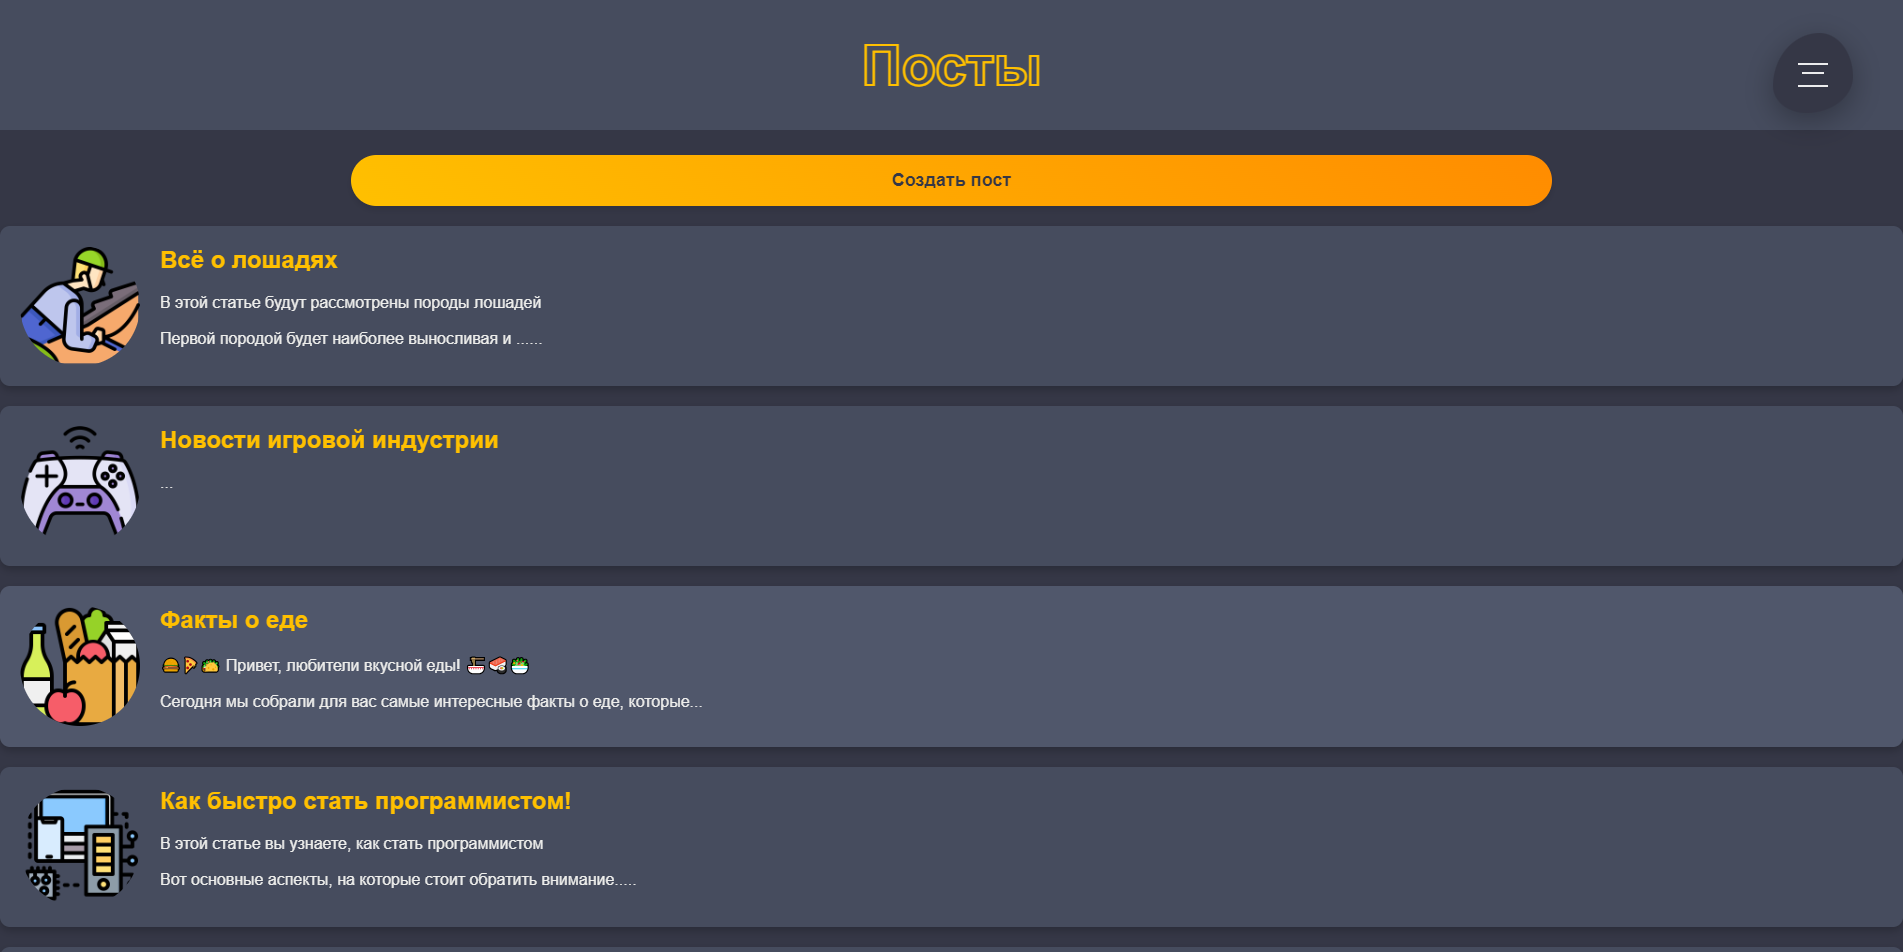 Посты
Создать пост
Всё о лошадях
В этой статье будут рассмотрены породы лошадей
Первой породой будет наиболее выносливая и ......
Новости игровой индустрии
...
Факты о еде
🍔🍕🌮 Привет, любители вкусной еды! 🍜🍣🥗
Сегодня мы собрали для вас самые интересные факты о еде, которые...
Как быстро стать программистом!
В этой статье вы узнаете, как стать программистом
Вот основные аспекты, на которые стоит обратить внимание.....